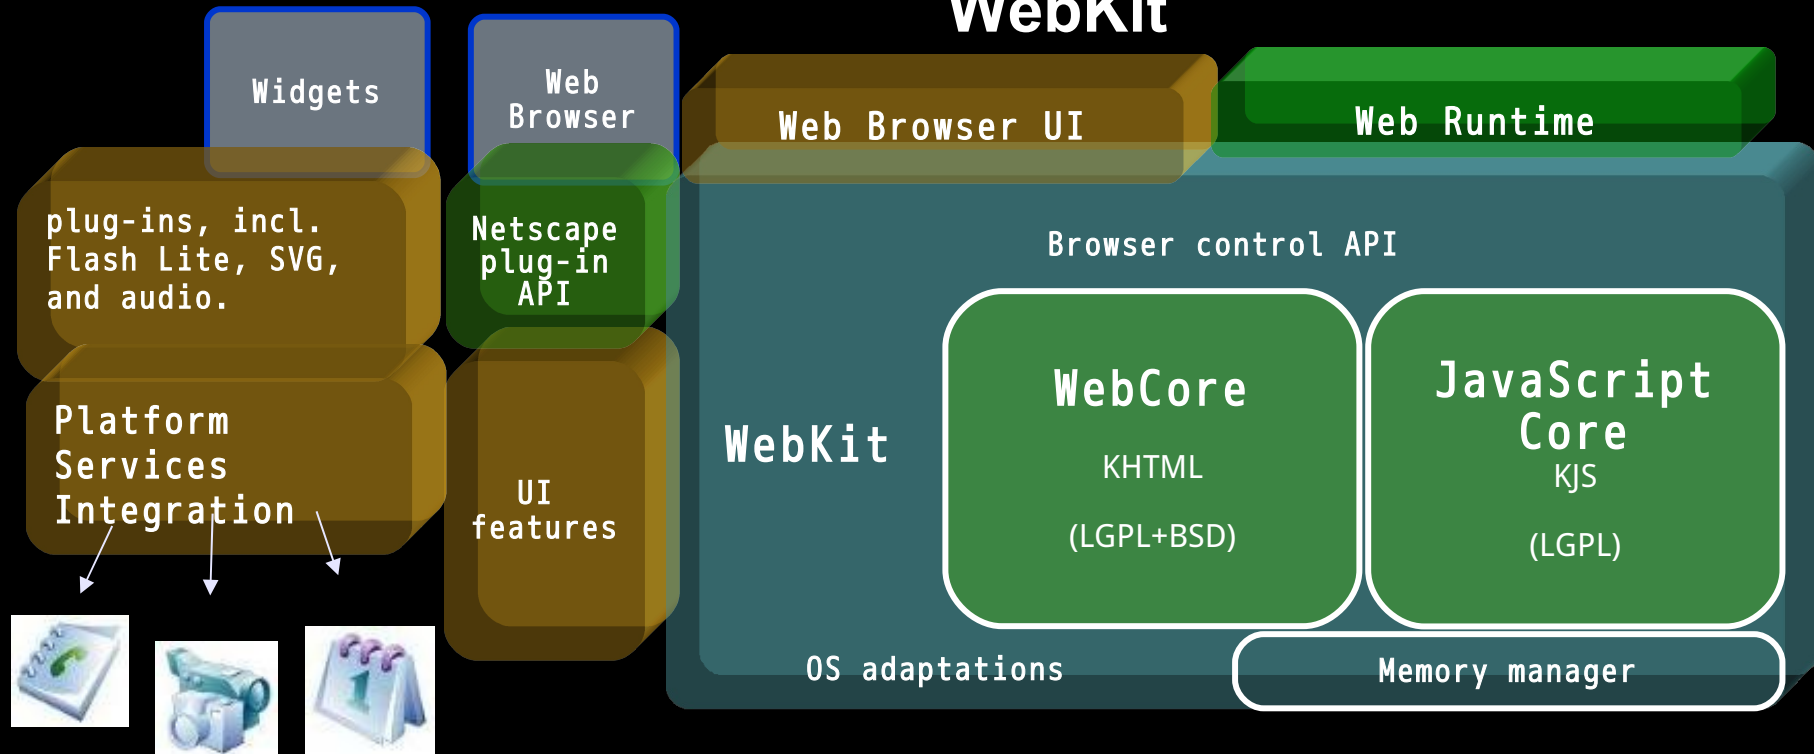 WebKit
Widgets
Web
Browser
Web Browser UI
Web Runtime
plug-ins, incl.
Flash Lite, SVG,
and audio.
Netscape
plug-in
API
Browser control API
Platform
Services
Integration
UI
features
WebKit
WebCore
KHTML
(LGPL+BSD)
JavaScript
Core
KJS
(LGPL)
OS adaptations
Memory manager
1